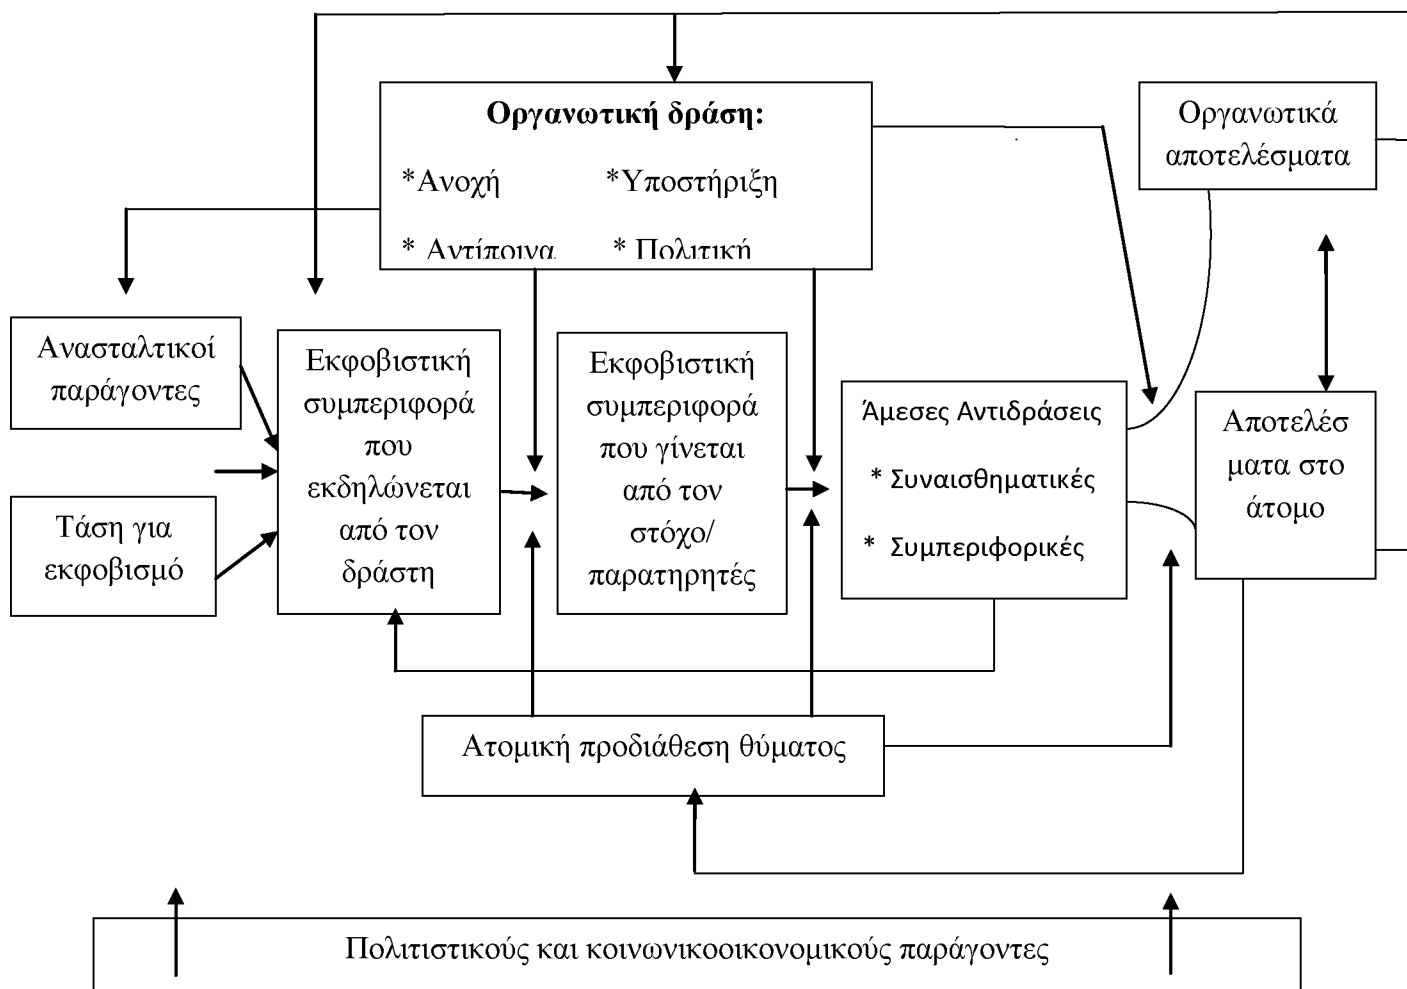 Οργανωτική δράση:
*Ανοχή *Υποστήριξη
* Αντίποινα * Πολιτική
Οργανωτικά
αποτελέσματα
Ανασταλτικοί
παράγοντες
Τάση για
εκφοβισμό
Εκφοβιστική
συμπεριφορά
που
εκδηλώνεται
από τον
δράστη
Εκφοβιστική
συμπεριφορά
που γίνεται
από τον
στόχο/
παρατηρητές
Άμεσες Αντιδράσεις
* Συναισθηματικές
* Συμπεριφορικές
Αποτελέσ
ματα στο
άτομο
Ατομική προδιάθεση θύματος
Πολιτιστικούς και κοινωνικοοικονομικούς παράγοντες